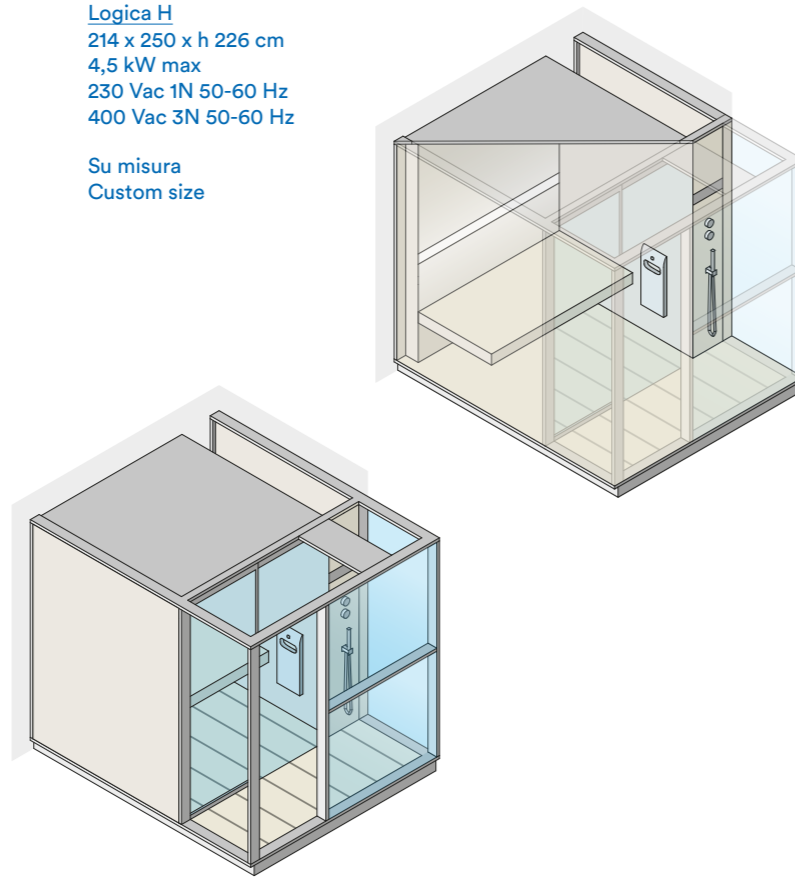 Logica H
214 x 250 x h 226 cm
4,5 kW max
230 Vac 1N 50-60 Hz
400 Vac 3N 50-60 Hz
Su misura
Custom size